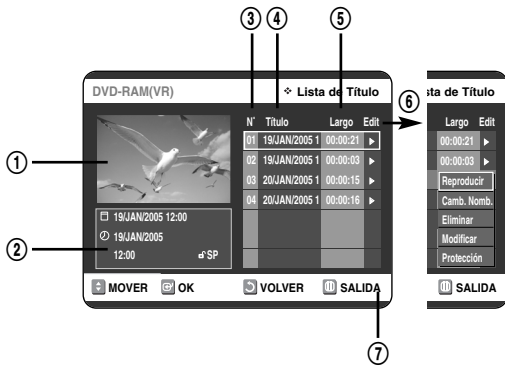 ③ ④ ⑤
DVD-RAM(VR) ❖ Lista de Título ⑥ sta de Título
N° Título Largo Edit Largo Edit
① 01 19/JAN/2005 1 00:00:21 ▶ 00:00:21 ▶
02 19/JAN/2005 1 00:00:03 ▶ 00:00:03 ▶
03 20/JAN/2005 1 00:00:15 ▶ Reproducir
04 20/JAN/2005 1 00:00:16 ▶ Camb. Nomb.
19/JAN/2005 12:00 Eliminar
② 19/JAN/2005 Modificar
12:00 SP Protección
MOVER OK VOLVER SALIDA SALIDA
⑦